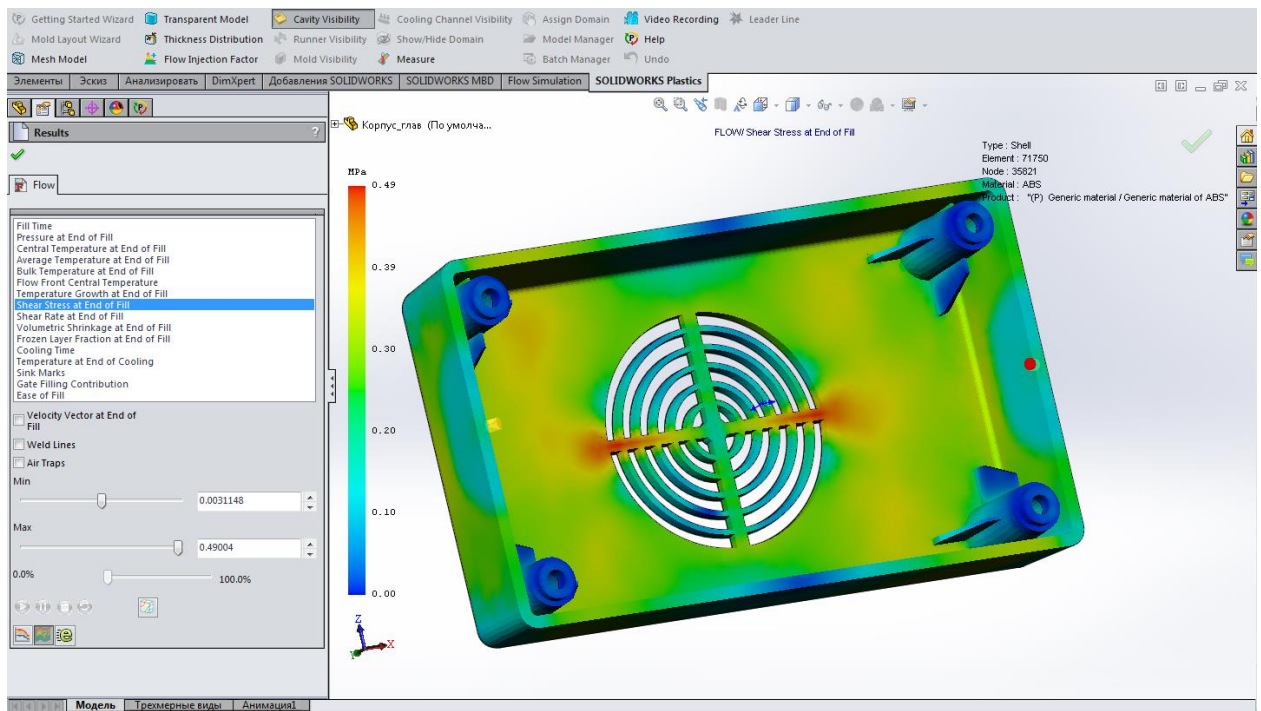 Getting Started Wizard Transparent Model Cavity Visibility Cooling Channel Visibility Assign Domain Video Recording Leader Line
Mold Layout Wizard Thickness Distribution Runner Visibility Show/Hide Domain Model Manager Help
Mesh Model Flow Injection Factor Mold Visibility Measure Batch Manager Undo
Элементы Эскиз Анализировать DimXpert Добавления SOLIDWORKS SOLIDWORKS MBD Flow Simulation SOLIDWORKS Plastics
Results ?
Flow
Fill Time
Pressure at End of Fill
Central Temperature at End of Fill
Average Temperature at End of Fill
Bulk Temperature at End of Fill
Flow Front Central Temperature
Temperature Growth at End of Fill
Shear Stress at End of Fill
Shear Rate at End of Fill
Volumetric Shrinkage at End of Fill
Frozen Layer Fraction at End of Fill
Cooling Time
Temperature at End of Cooling
Sink Marks
Gate Filling Contribution
Ease of Fill
Velocity Vector at End of
Fill
Weld Lines
Air Traps
Min
0.0031148
Max
0.49004
0.0% 100.0%
Корпус_глав (По умолча...
FLOW/ Shear Stress at End of Fill
Type : Shell
Element : 71750
Node : 35821
Material : ABS
Product : "(P) Generic material / Generic material of ABS"
MPa
0.49
0.39
0.30
0.20
0.10
0.00
Z
X
Y
Модель Трехмерные виды Анимация1